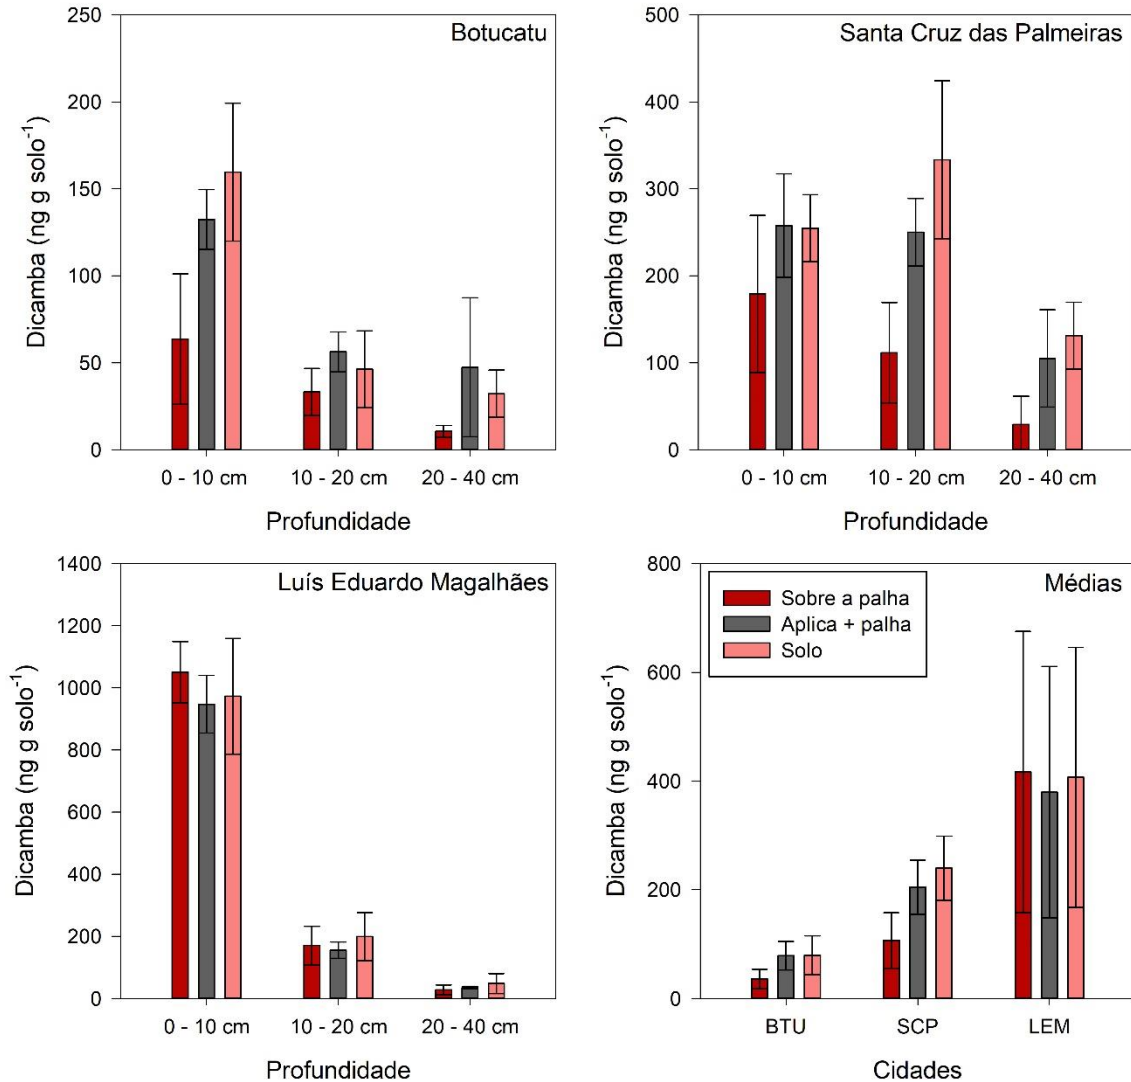 Botucatu
Dicamba (ng g solo⁻¹)
250
200
150
100
50
0
0 - 10 cm 10 - 20 cm 20 - 40 cm
Profundidade
Santa Cruz das Palmeiras
Dicamba (ng g solo⁻¹)
500
400
300
200
100
0
0 - 10 cm 10 - 20 cm 20 - 40 cm
Profundidade
Luís Eduardo Magalhães
Dicamba (ng g solo⁻¹)
1400
1200
1000
800
600
400
200
0
0 - 10 cm 10 - 20 cm 20 - 40 cm
Profundidade
Médias
Sobre a palha
Aplica + palha
Solo
Dicamba (ng g solo⁻¹)
800
600
400
200
0
BTU SCP LEM
Cidades